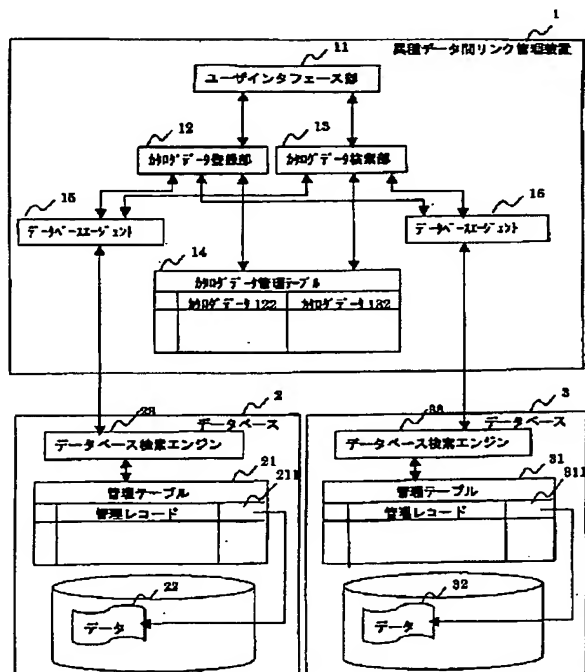 1
異種データ間リンク管理装置
11
ユーザインタフェース部
12
カタログデータ登録部
13
カタログデータ検索部
15
データベースエージェント
16
データベースエージェント
14
カタログデータ管理テーブル
カタログデータ122
カタログデータ132
2
データベース
23
データベース検索エンジン
21
211
管理テーブル
管理レコード
22
データ
3
データベース
33
データベース検索エンジン
31
311
管理テーブル
管理レコード
32
データ